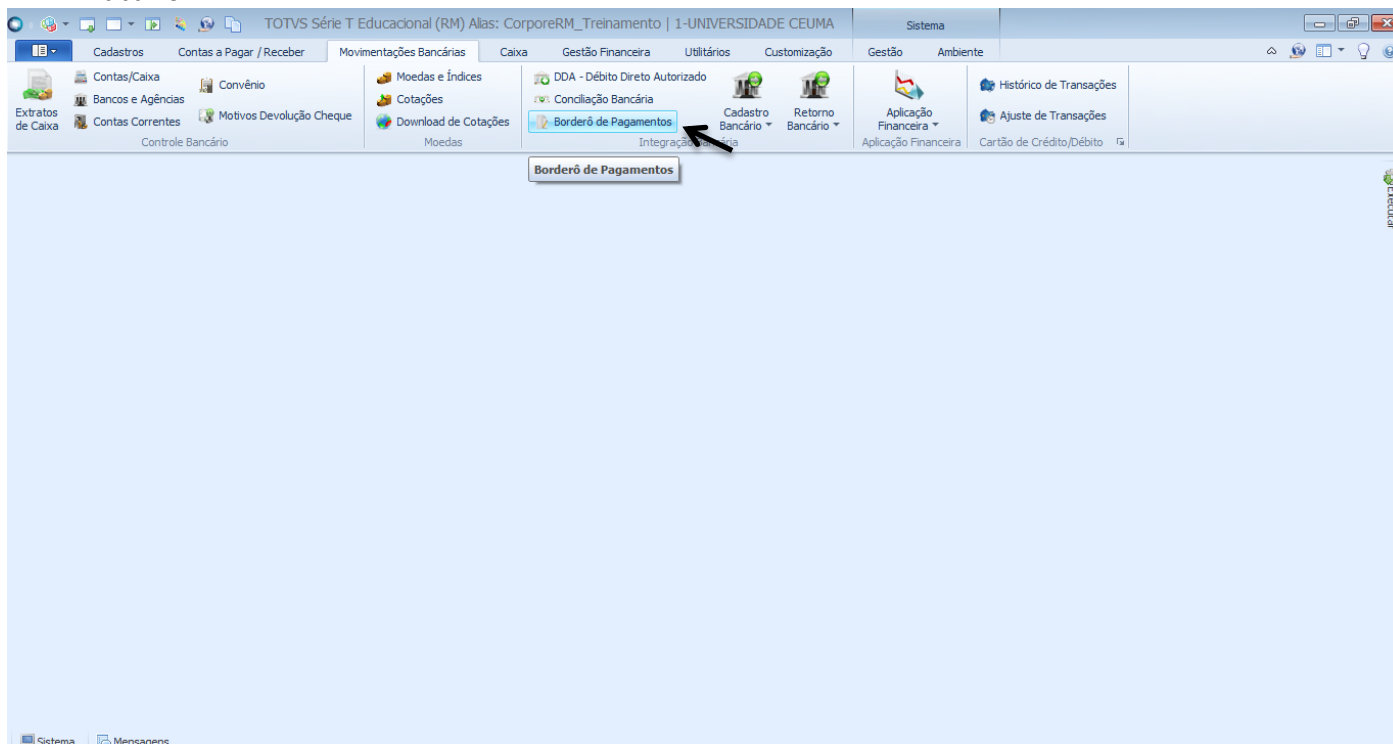 TOTVS Série T Educacional (RM) Alias: CorporeRM_Treinamento | 1-UNIVERSIDADE CEUMA
Sistema
Cadastros Contas a Pagar / Receber Movimentações Bancárias Caixa Gestão Financeira Utilitários Customização Gestão Ambiente
Extratos de Caixa
Contas/Caixa
Bancos e Agências
Contas Correntes
Convênio
Motivos Devolução Cheque
Controle Bancário
Moedas e Índices
Cotações
Download de Cotações
Moedas
DDA - Débito Direto Autorizado
Conciliação Bancária
Borderô de Pagamentos
Cadastro Bancário
Retorno Bancário
Integração Bancária
Aplicação Financeira
Aplicação Financeira
Histórico de Transações
Ajuste de Transações
Cartão de Crédito/Débito
Borderô de Pagamentos
Executar
Sistema Mensagens